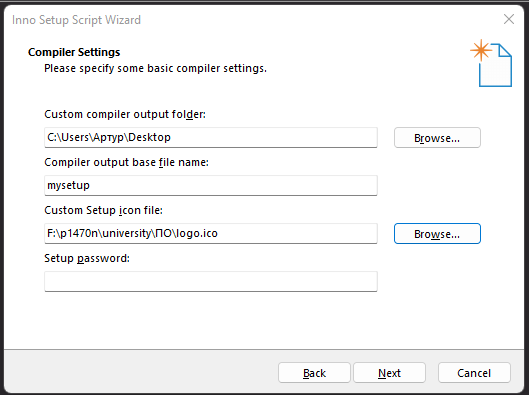 Inno Setup Script Wizard
Compiler Settings
Please specify some basic compiler settings.
Custom compiler output folder:
C:\Users\Артур\Desktop
Browse...
Compiler output base file name:
mysetup
Custom Setup icon file:
F:\p1470n\university\ПО\logo.ico
Browse...
Setup password:
Back
Next
Cancel